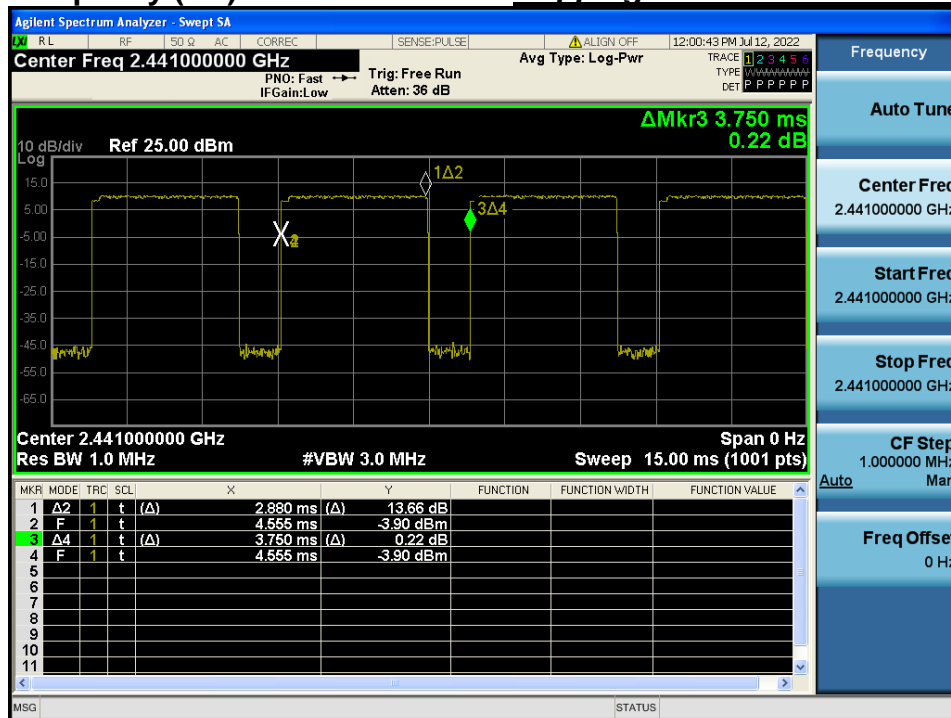 Agilent Spectrum Analyzer - Swept SA
LXI RL RF 50 Ω AC CORREC SENSE:PULSE ALIGN OFF 12:00:43 PM Jul 12, 2022
Center Freq 2.441000000 GHz
PNO: Fast
IFGain:Low
Trig: Free Run
Atten: 36 dB
Avg Type: Log-Pwr
TRACE 1 2 3 4 5 6
TYPE
DET P P P P P P
ΔMkr3 3.750 ms
0.22 dB
10 dB/div Ref 25.00 dBm
Log
15.0
5.00
-5.00
-15.0
-25.0
-35.0
-45.0
-55.0
-65.0
1Δ2
3Δ4
Center 2.441000000 GHz Span 0 Hz
Res BW 1.0 MHz #VBW 3.0 MHz Sweep 15.00 ms (1001 pts)
MKR MODE TRC SCL X Y FUNCTION FUNCTION WIDTH FUNCTION VALUE
1 Δ2 1 t (Δ) 2.880 ms (Δ) 13.66 dB
2 F 1 t 4.555 ms -3.90 dBm
3 Δ4 1 t (Δ) 3.750 ms (Δ) 0.22 dB
4 F 1 t 4.555 ms -3.90 dBm
5
6
7
8
9
10
11
MSG STATUS
Frequency
Auto Tune
Center Freq
2.441000000 GHz
Start Freq
2.441000000 GHz
Stop Freq
2.441000000 GHz
CF Step
1.000000 MHz
Auto Man
Freq Offset
0 Hz